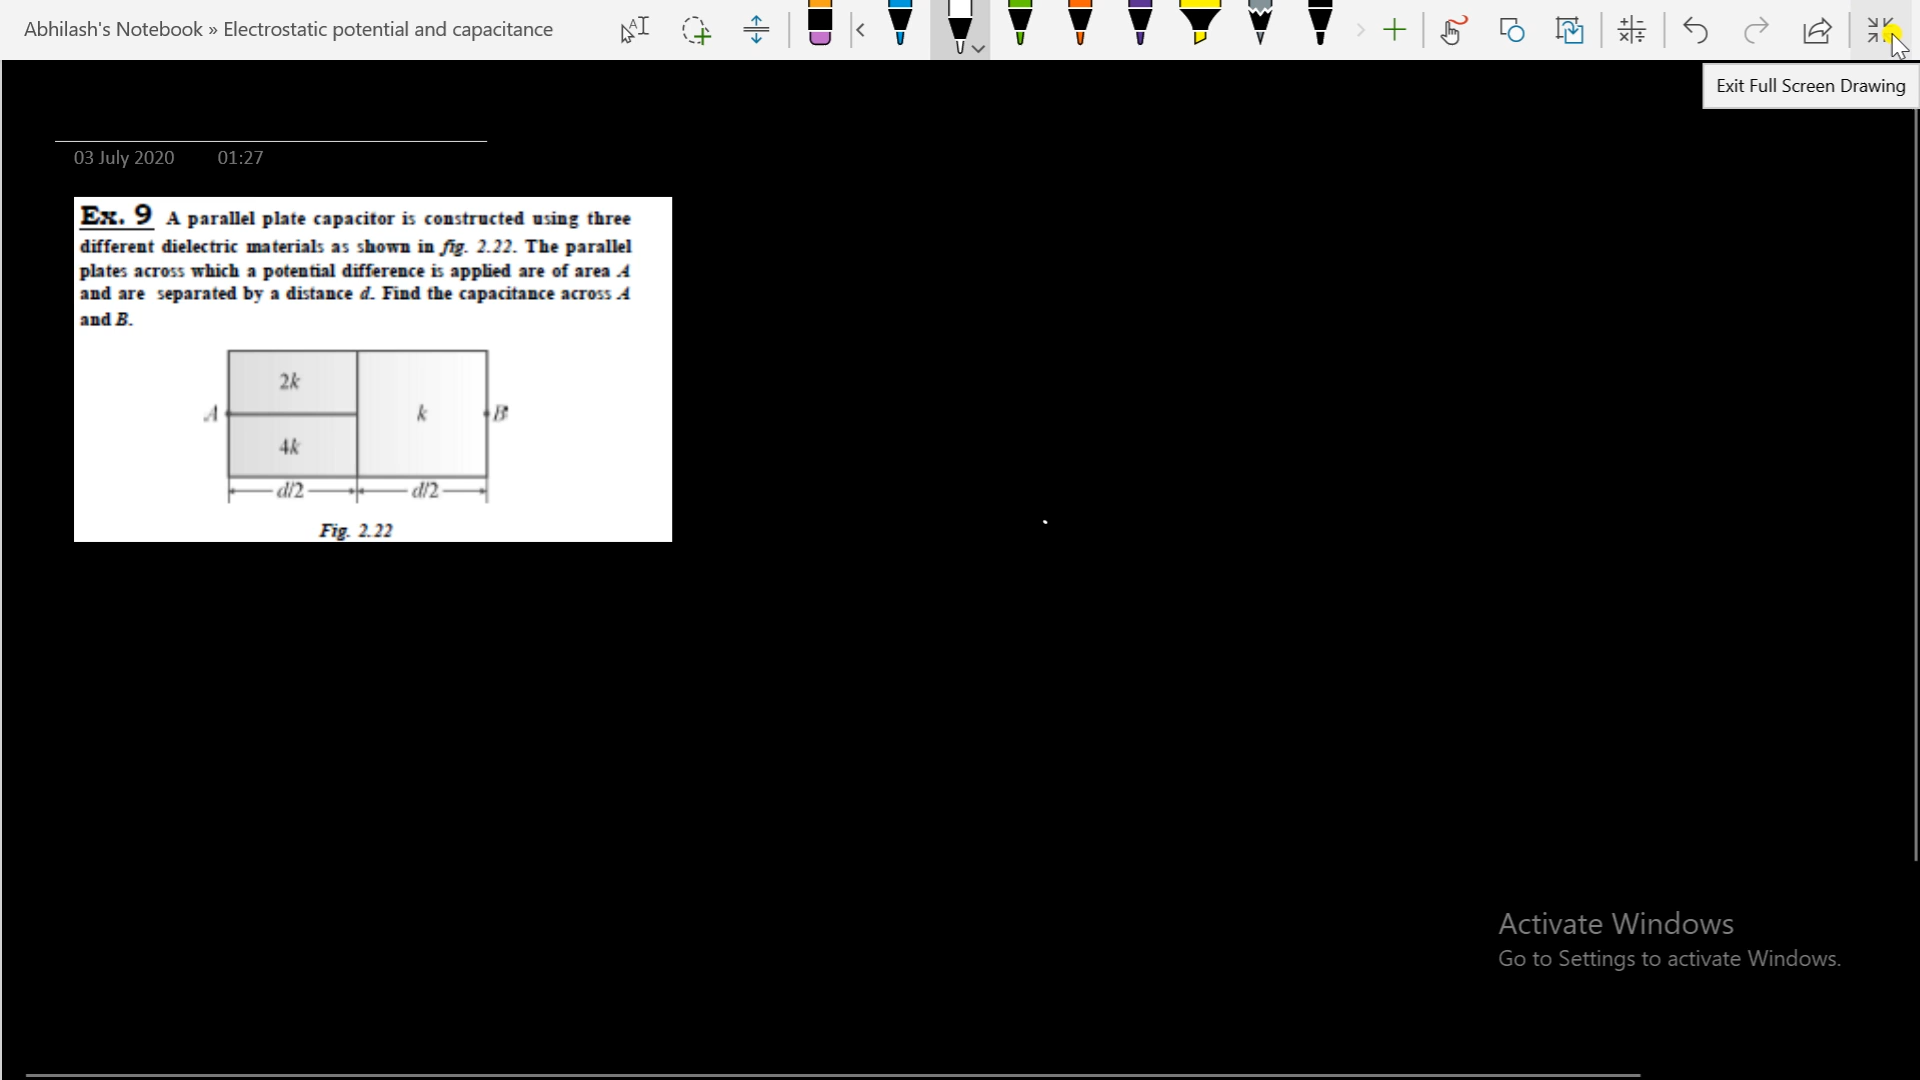 Abhilash's Notebook » Electrostatic potential and capacitance
Exit Full Screen Drawing
03 July 2020 01:27
Ex. 9 A parallel plate capacitor is constructed using three
different dielectric materials as shown in fig. 2.22. The parallel
plates across which a potential difference is applied are of area A
and are separated by a distance d. Find the capacitance across A
and B.
2k
A k B
4k
d/2 d/2
Fig. 2.22
Activate Windows
Go to Settings to activate Windows.